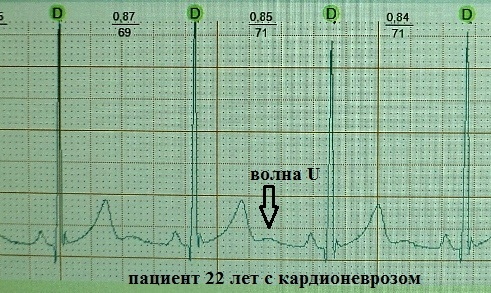 D D D D
0,87 0,85 0,84
69 71 71
волна U
пациент 22 лет с кардионеврозом